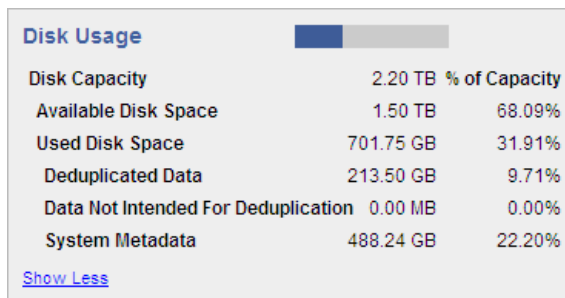 Disk Usage
Disk Capacity 2.20 TB % of Capacity
Available Disk Space 1.50 TB 68.09%
Used Disk Space 701.75 GB 31.91%
Deduplicated Data 213.50 GB 9.71%
Data Not Intended For Deduplication 0.00 MB 0.00%
System Metadata 488.24 GB 22.20%
Show Less